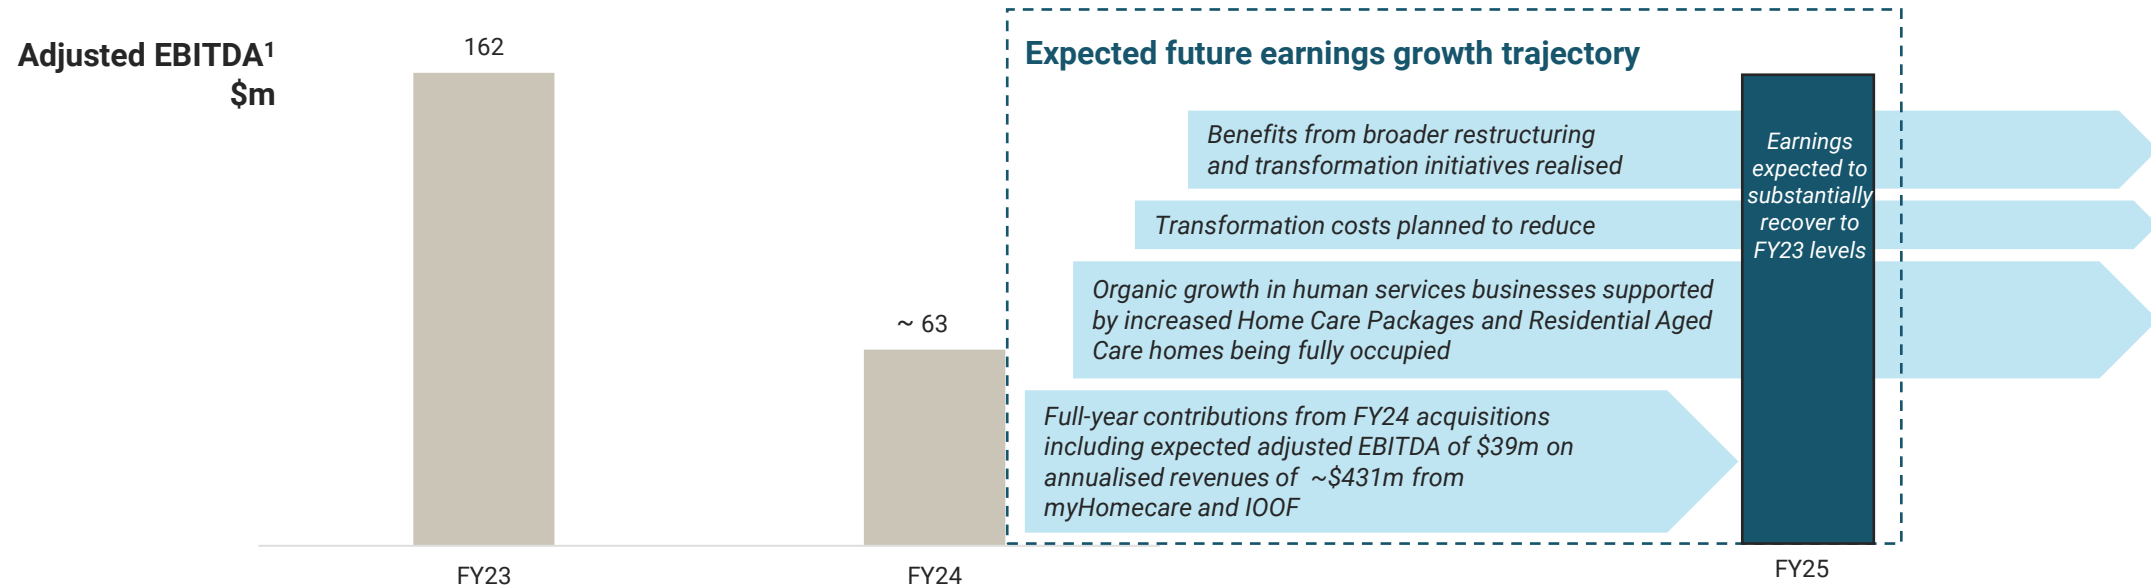 Adjusted EBITDA¹
$m
162
~ 63
FY23
FY24
Expected future earnings growth trajectory
Benefits from broader restructuring
and transformation initiatives realised
Transformation costs planned to reduce
Organic growth in human services businesses supported
by increased Home Care Packages and Residential Aged
Care homes being fully occupied
Full-year contributions from FY24 acquisitions
including expected adjusted EBITDA of $39m on
annualised revenues of ~$431m from
myHomecare and IOOF
Earnings
expected to
substantially
recover to
FY23 levels
FY25